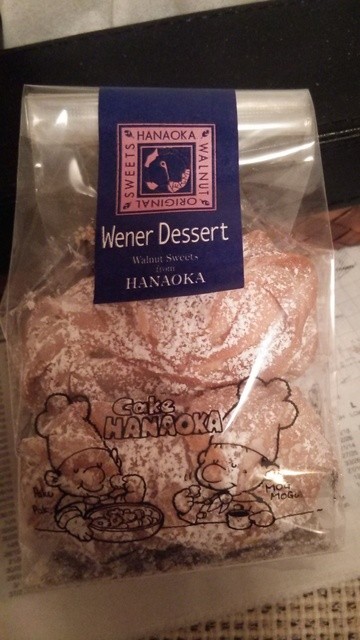 HANAOKA
WALNUT
ORIGINAL
SWEETS
Wener Dessert
Walnut Sweets
from
HANAOKA
Cake
HANAOKA
MOGU